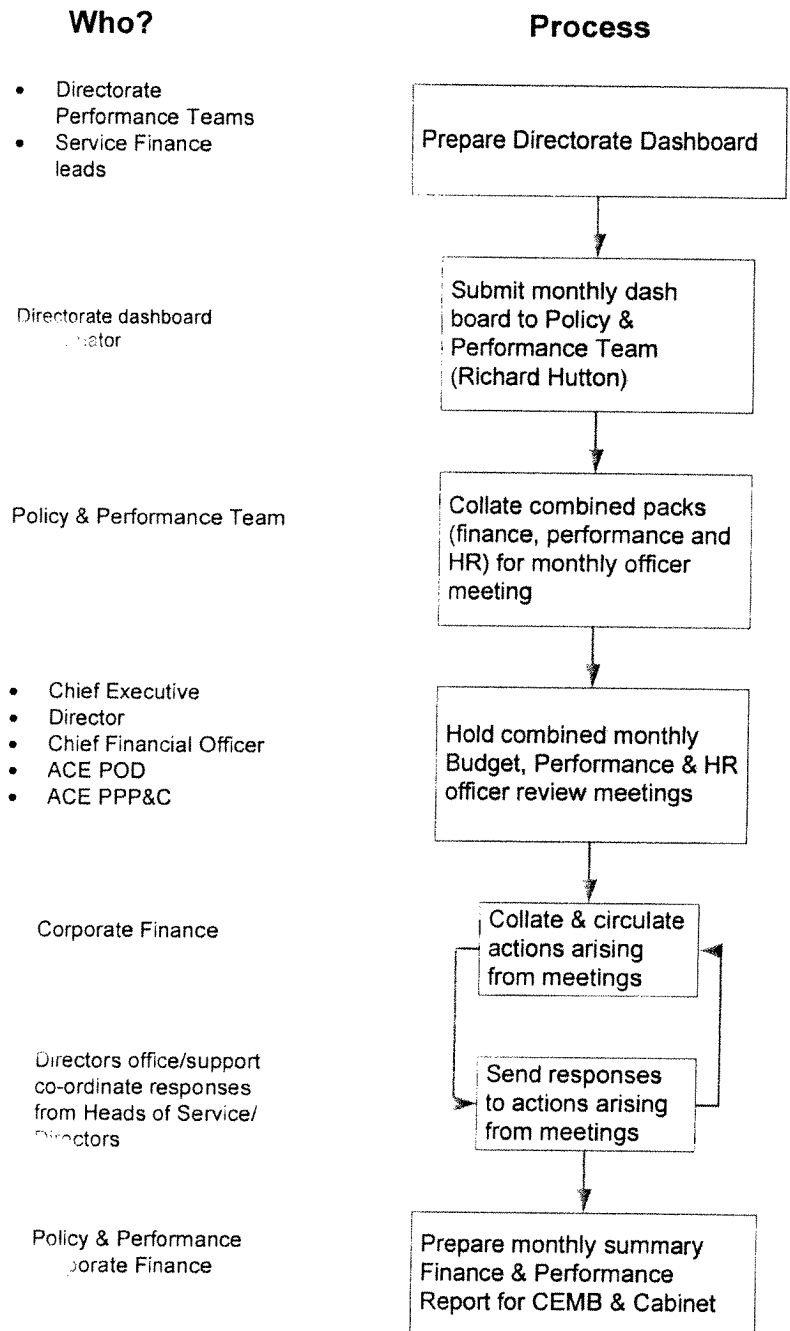 Who?
Process
• Directorate
Performance Teams
• Service Finance
leads
Prepare Directorate Dashboard
Directorate dashboard
Submit monthly dash
board to Policy &
Performance Team
(Richard Hutton)
Policy & Performance Team
Collate combined packs
(finance, performance and
HR) for monthly officer
meeting
• Chief Executive
• Director
• Chief Financial Officer
• ACE POD
• ACE PPP&C
Hold combined monthly
Budget, Performance & HR
officer review meetings
Corporate Finance
Collate & circulate
actions arising
from meetings
Directors office/support
co-ordinate responses
from Heads of Service/
Send responses
to actions arising
from meetings
Policy & Performance
Finance
Prepare monthly summary
Finance & Performance
Report for CEMB & Cabinet